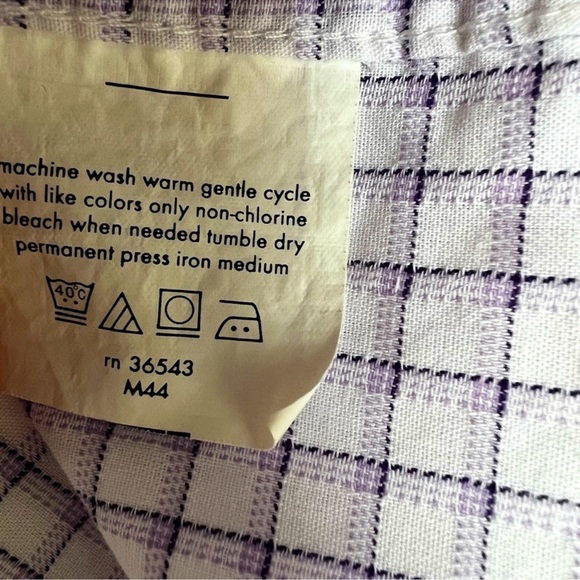 machine wash warm gentle cycle
with like colors only non-chlorine
bleach when needed tumble dry
permanent press iron medium
40°C
rn 36543
M44